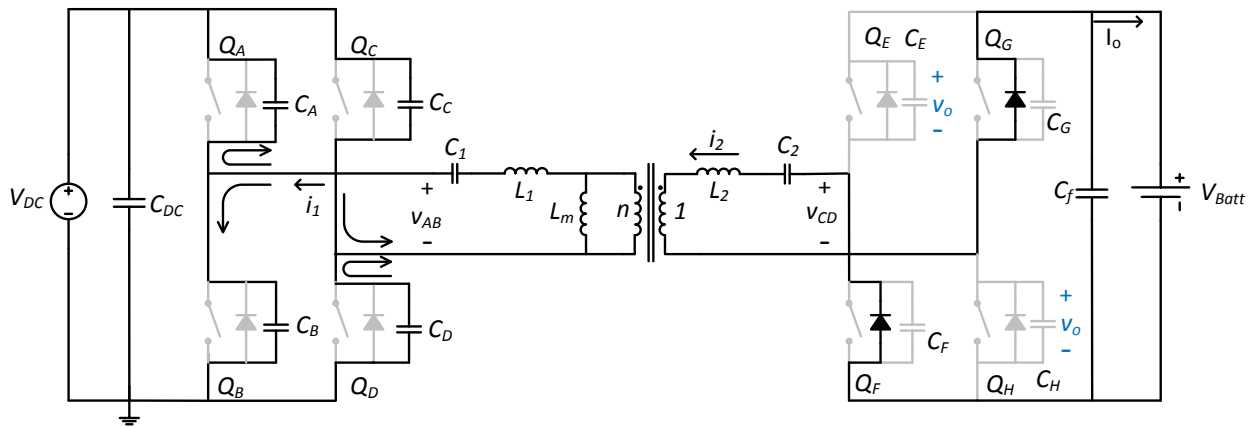 Q_A
Q_C
Q_E
C_E
Q_G
I_o
+
C_A
C_C
v_o
-
C_G
C_1
i_2
C_2
V_DC
+
-
C_DC
i_1
+
v_AB
-
L_1
L_m
n
1
L_2
+
v_CD
-
C_f
+
-
V_Batt
C_B
C_D
C_F
+
v_o
-
Q_B
Q_D
Q_F
Q_H
C_H